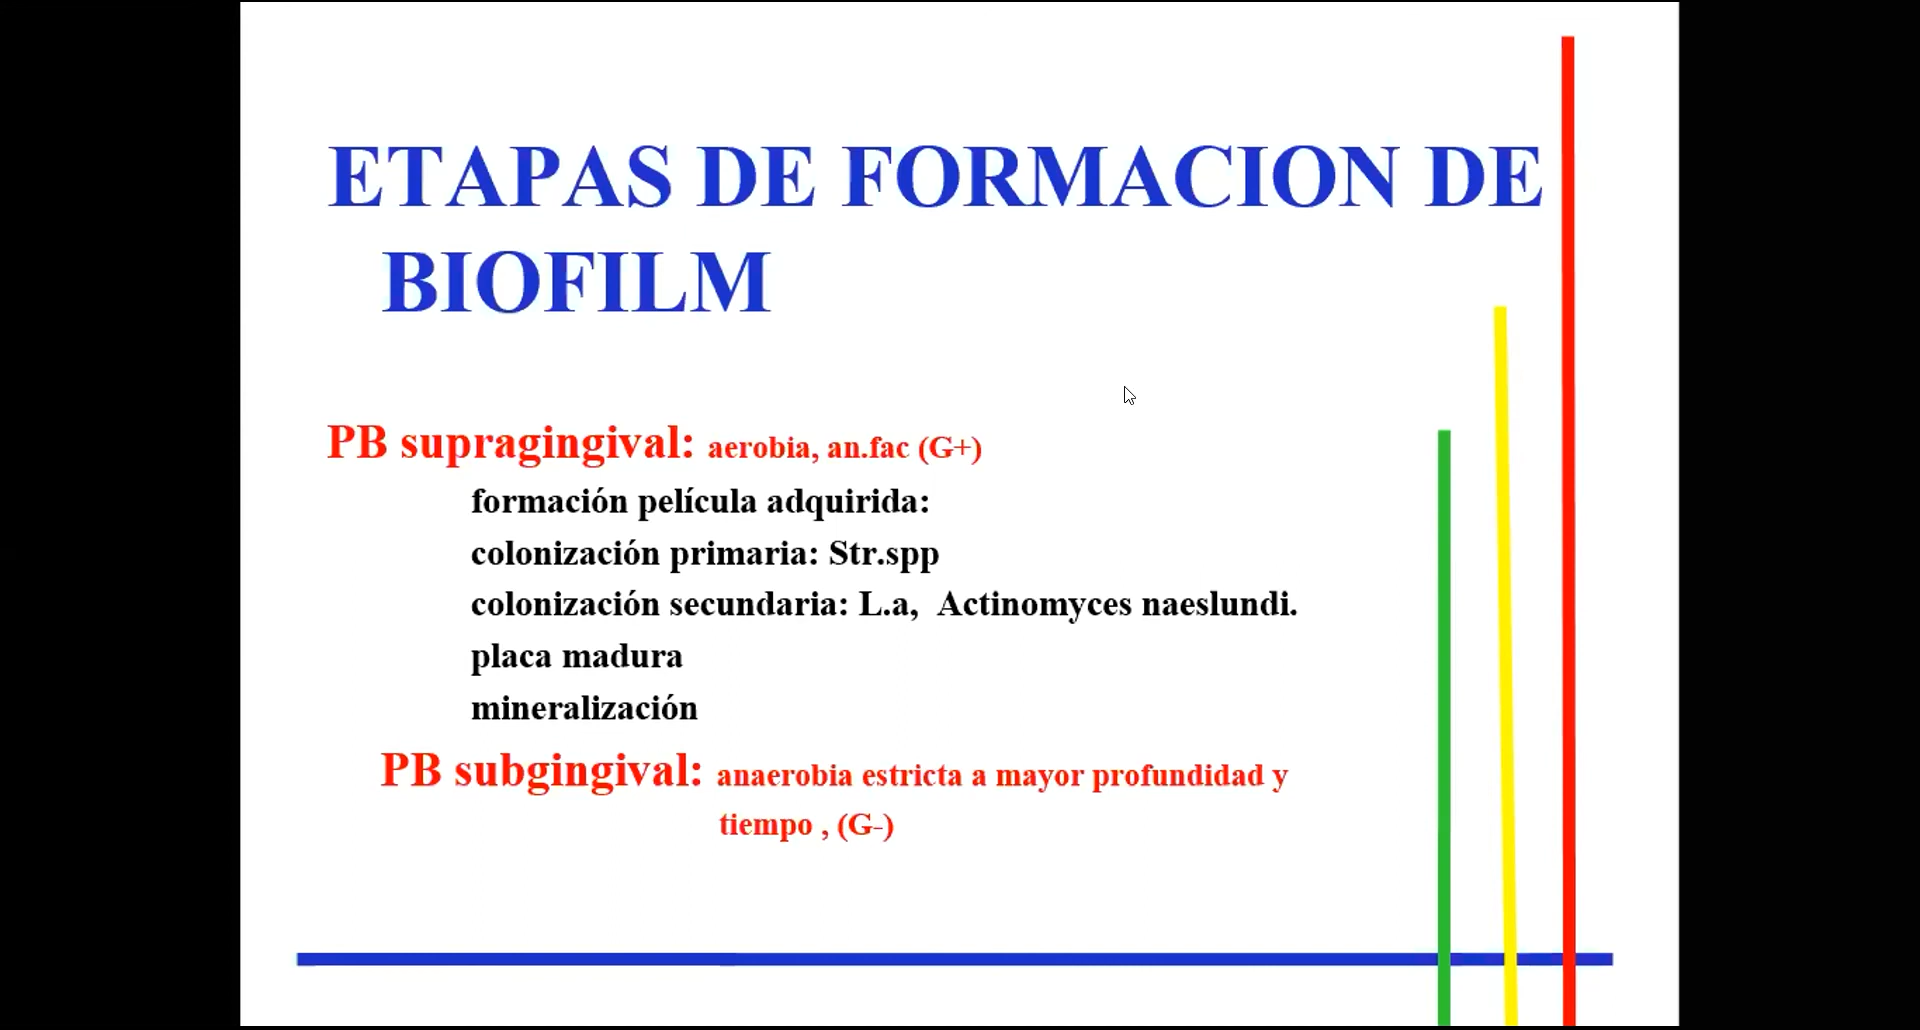 ETAPAS DE FORMACION DE
BIOFILM
PB supragingival: aerobia, an.fac (G+)
formación película adquirida:
colonización primaria: Str.spp
colonización secundaria: L.a, Actinomyces naeslundi.
placa madura
mineralización
PB subgingival: anaerobia estricta a mayor profundidad y
tiempo , (G-)